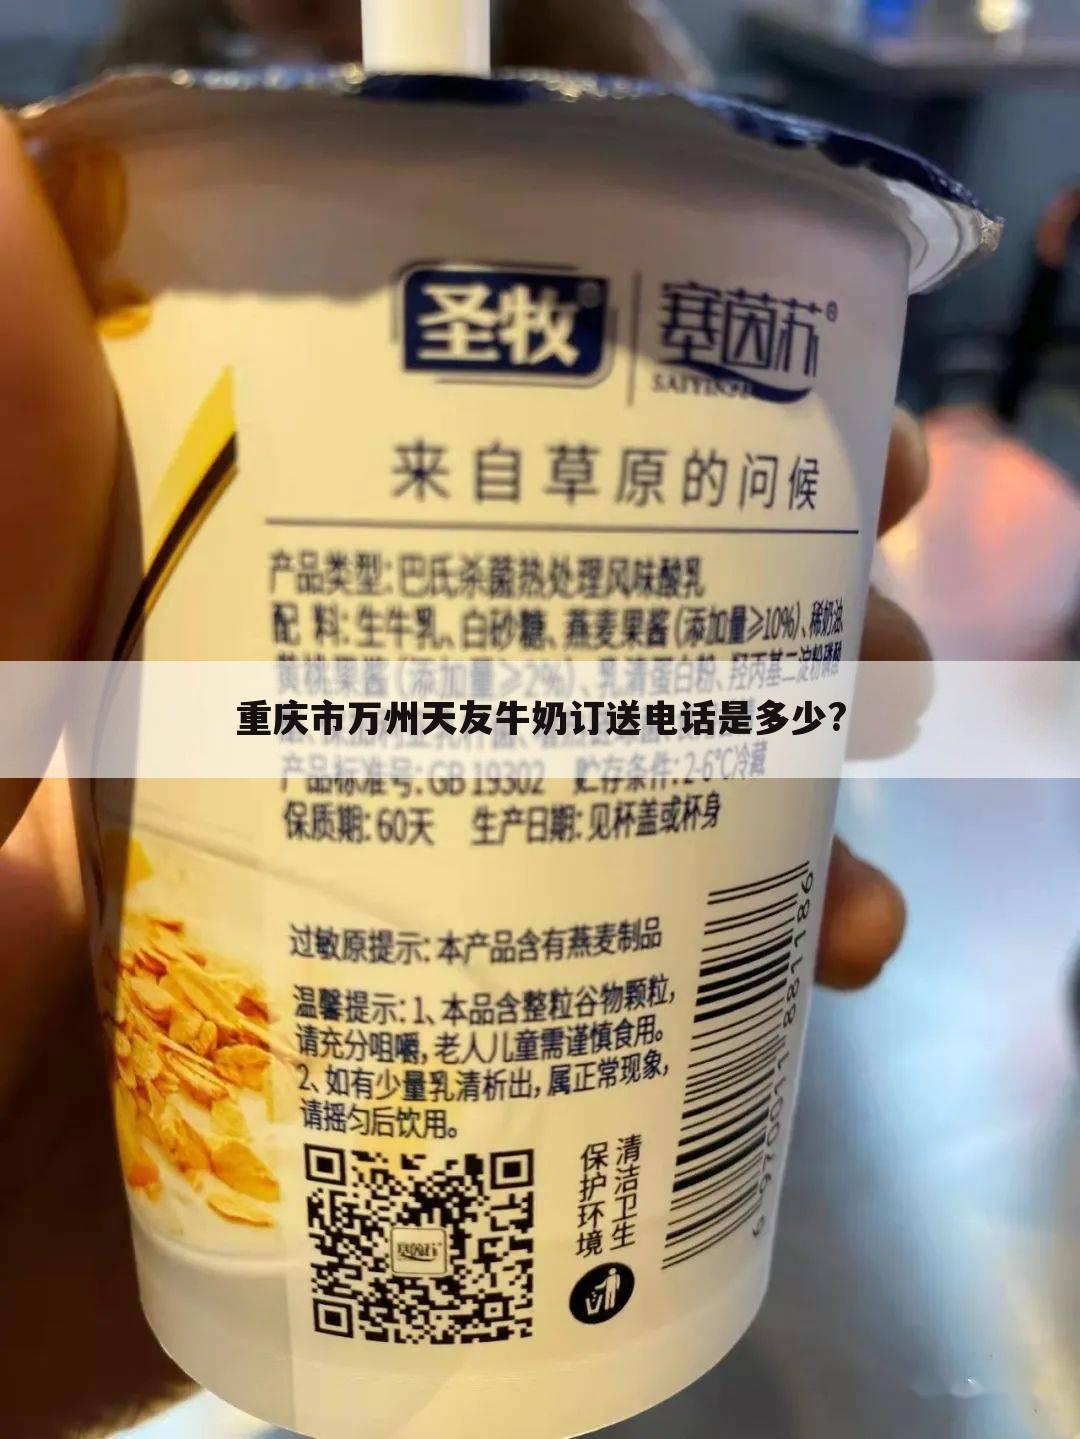 圣牧®
塞茵苏®
来自草原的问候
产品类型:巴氏杀菌热处理风味酸乳
配 料:生牛乳、白砂糖、燕麦果酱(添加量≥10%)、稀奶油
黄桃果酱(添加量≥2%)、乳清蛋白粉、羟丙基二淀粉磷酸
重庆市万州天友牛奶订送电话是多少?
产品标准号:GB 19302 贮存条件:2-6℃冷藏
保质期:60天 生产日期:见杯盖或杯身
过敏原提示:本产品含有燕麦制品
温馨提示:1、本品含整粒谷物颗粒,
请充分咀嚼,老人儿童需谨慎食用。
2、如有少量乳清析出,属正常现象,
请摇匀后饮用。
塞茵苏
清洁卫生
保护环境